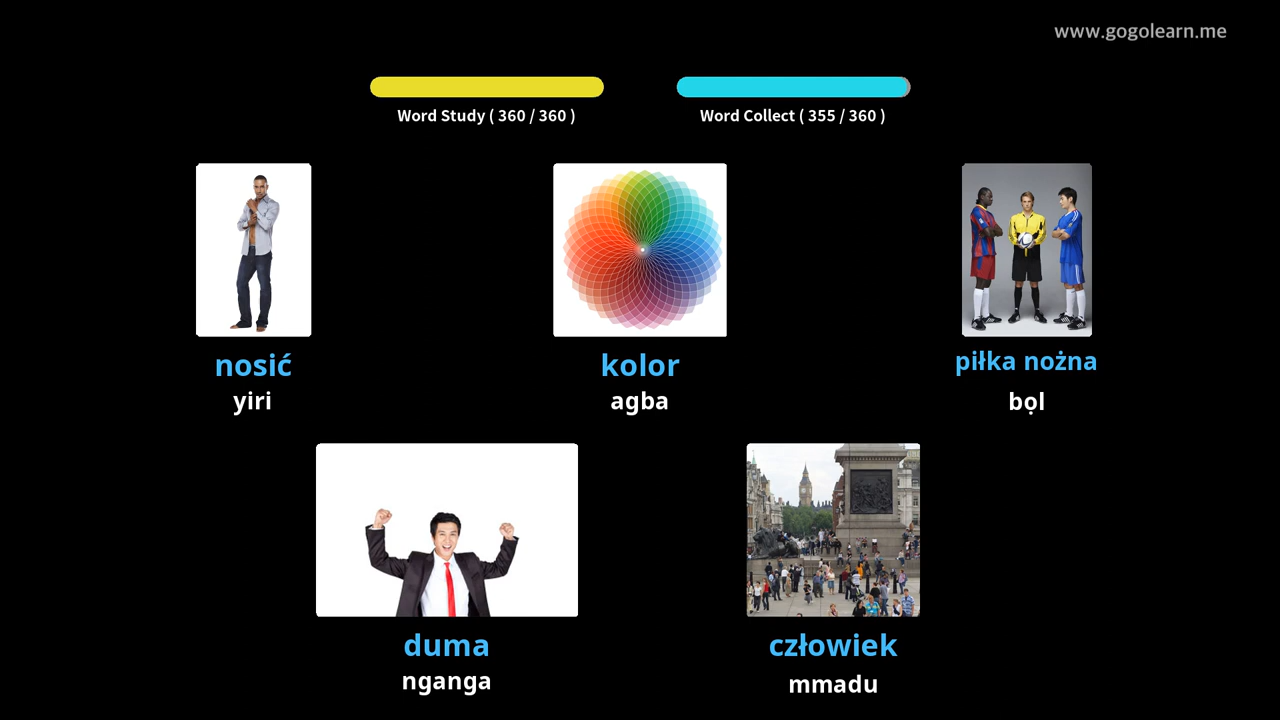 www.gogolearn.me
Word Study ( 360 / 360 )
Word Collect ( 355 / 360 )
nosić
yiri
kolor
agba
piłka nożna
bọl
duma
nganga
człowiek
mmadu